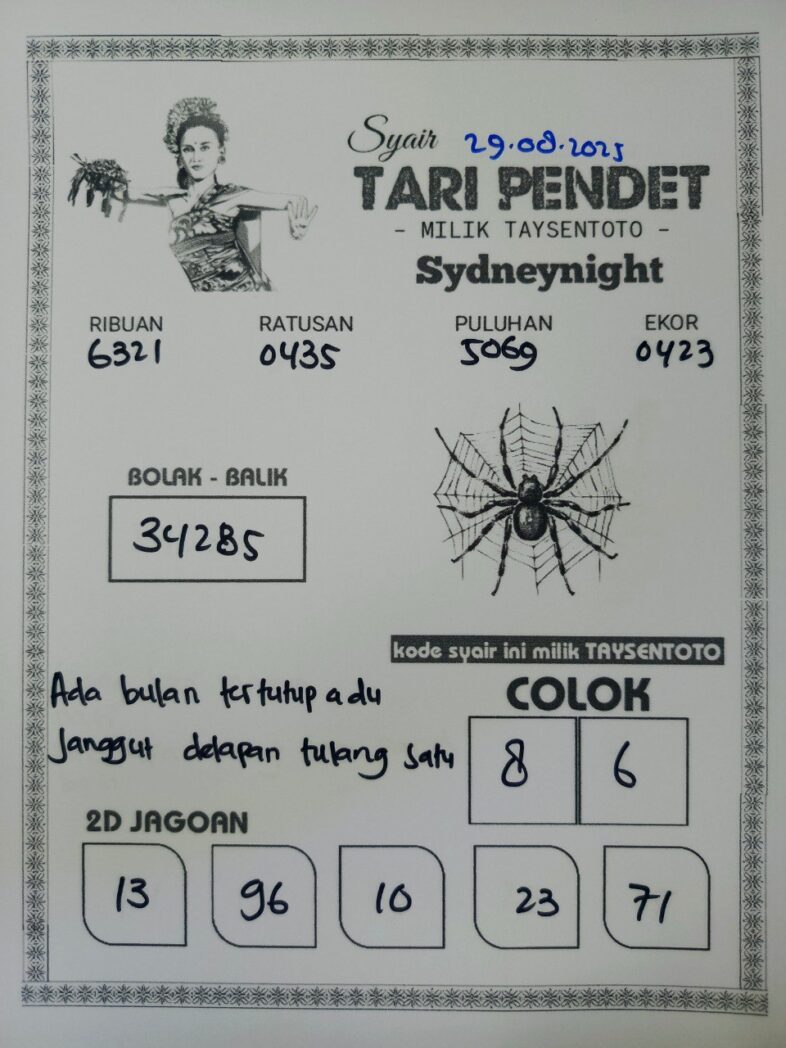 Syair 29.08.2025
TARI PENDET
- MILIK TAYSENTOTO -
Sydneynight
RIBUAN RATUSAN PULUHAN EKOR
6321 0435 5069 0423
BOLAK - BALIK
34285
kode syair ini milik TAYSENTOTO
Ada bulan tertutup adu
Janggut delapan tulang satu
COLOK
8 6
2D JAGOAN
13 96 10 23 71